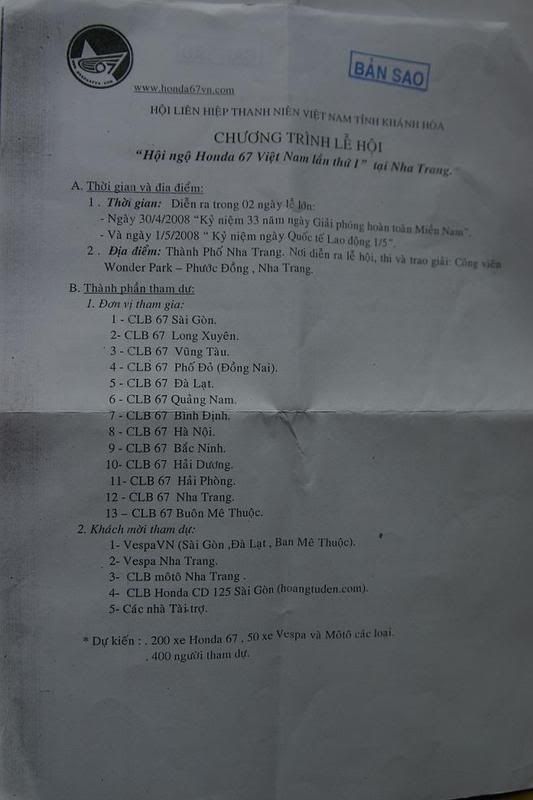 67
BẢN SAO
www.honda67vn.com
HỘI LIÊN HIỆP THANH NIÊN VIỆT NAM TỈNH KHÁNH HÒA
CHƯƠNG TRÌNH LỄ HỘI
“Hội ngộ Honda 67 Việt Nam lần thứ I” tại Nha Trang.
A. Thời gian và địa điểm:
1 . Thời gian: Diễn ra trong 02 ngày lễ lớn:
- Ngày 30/4/2008 “Kỷ niệm 33 năm ngày Giải phóng hoàn toàn Miền Nam”.
- Và ngày 1/5/2008 “ Kỷ niệm ngày Quốc tế Lao động 1/5”.
2 . Địa điểm: Thành Phố Nha Trang. Nơi diễn ra lễ hội, thi và trao giải: Công viên
Wonder Park – Phước Đồng , Nha Trang.
B. Thành phần tham dự:
1. Đơn vị tham gia:
1 - CLB 67 Sài Gòn.
2- CLB 67 Long Xuyên.
3 - CLB 67 Vũng Tàu.
4 - CLB 67 Phố Đỏ (Đồng Nai).
5 - CLB 67 Đà Lạt.
6 - CLB 67 Quảng Nam.
7 - CLB 67 Bình Định.
8 - CLB 67 Hà Nội.
9 - CLB 67 Bắc Ninh.
10- CLB 67 Hải Dương.
11- CLB 67 Hải Phòng.
12 - CLB 67 Nha Trang.
13 – CLB 67 Buôn Mê Thuộc.
2. Khách mời tham dự:
1- VespaVN (Sài Gòn ,Đà Lạt , Ban Mê Thuộc).
2- Vespa Nha Trang.
3- CLB môtô Nha Trang .
4- CLB Honda CD 125 Sài Gòn (hoangtuden.com).
5- Các nhà Tài trợ.
* Dự kiến : . 200 xe Honda 67 , 50 xe Vespa và Môtô các loại.
. 400 người tham dự.